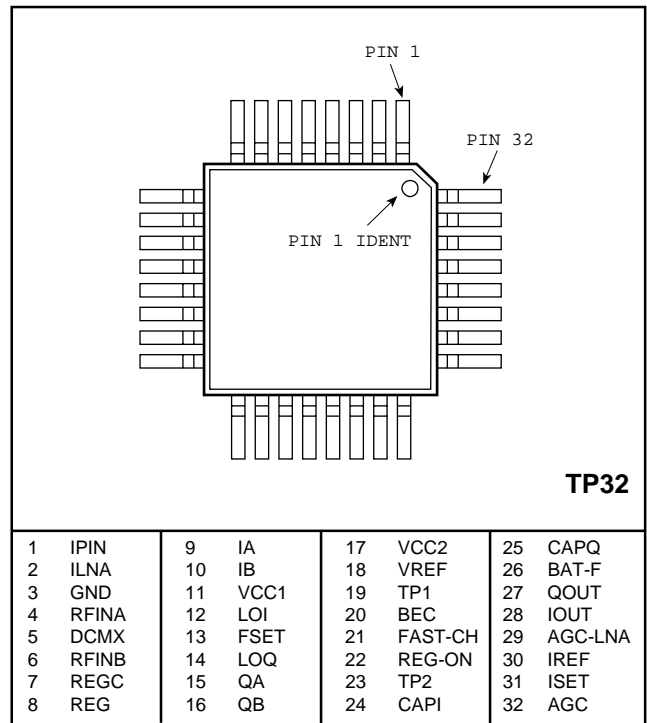 PIN 1
PIN 32
PIN 1 IDENT
TP32
1 IPIN 9 IA 17 VCC2 25 CAPQ
2 ILNA 10 IB 18 VREF 26 BAT-F
3 GND 11 VCC1 19 TP1 27 QOUT
4 RFINA 12 LOI 20 BEC 28 IOUT
5 DCMX 13 FSET 21 FAST-CH 29 AGC-LNA
6 RFINB 14 LOQ 22 REG-ON 30 IREF
7 REGC 15 QA 23 TP2 31 ISET
8 REG 16 QB 24 CAPI 32 AGC